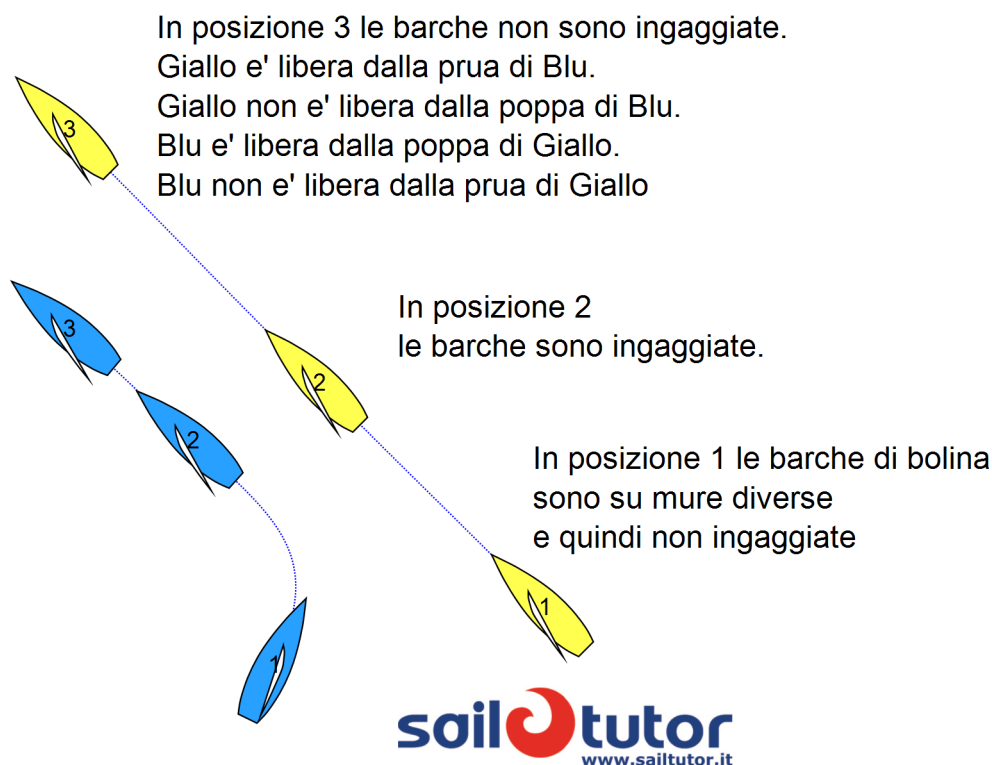 In posizione 3 le barche non sono ingaggiate.
Giallo e' libera dalla prua di Blu.
Giallo non e' libera dalla poppa di Blu.
Blu e' libera dalla poppa di Giallo.
Blu non e' libera dalla prua di Giallo
3
3
In posizione 2
le barche sono ingaggiate.
2
2
In posizione 1 le barche di bolina
sono su mure diverse
e quindi non ingaggiate
1
1
sail tutor
www.sailtutor.it